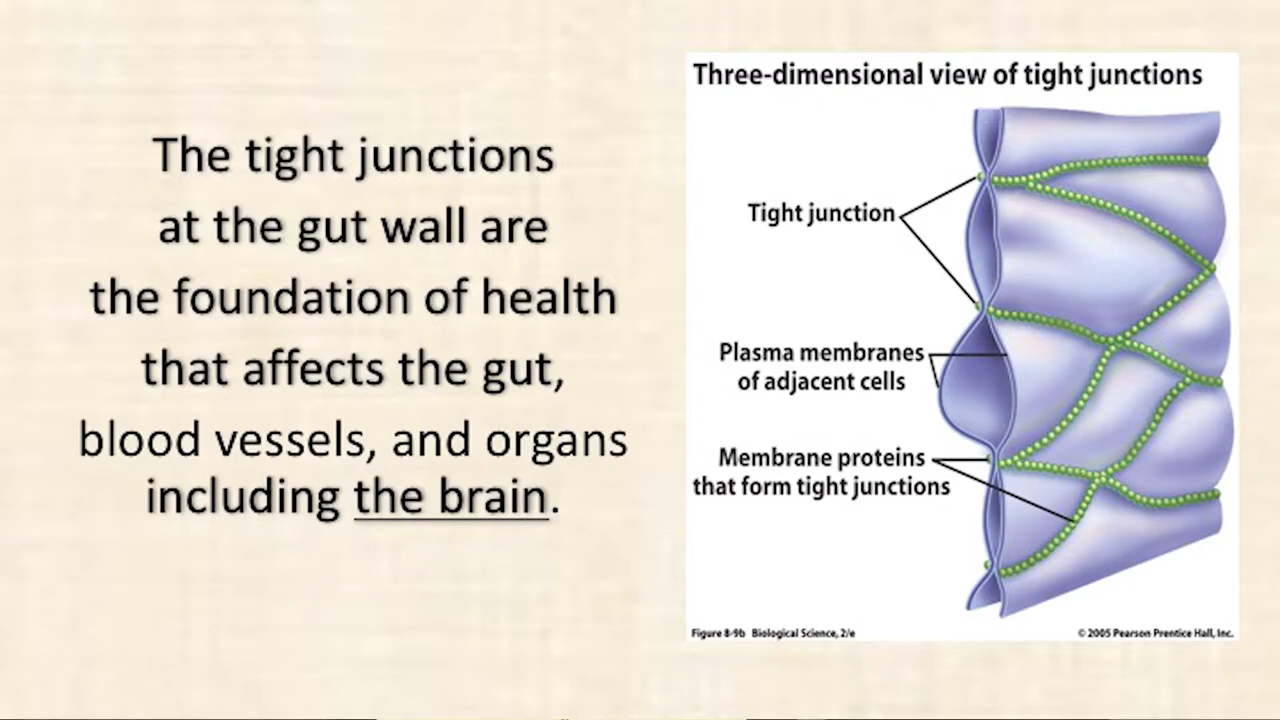 The tight junctions
at the gut wall are
the foundation of health
that affects the gut,
blood vessels, and organs
including the brain.
Three-dimensional view of tight junctions
Tight junction
Plasma membranes
of adjacent cells
Membrane proteins
that form tight junctions
Figure 8-9b Biological Science, 2/e
© 2005 Pearson Prentice Hall, Inc.